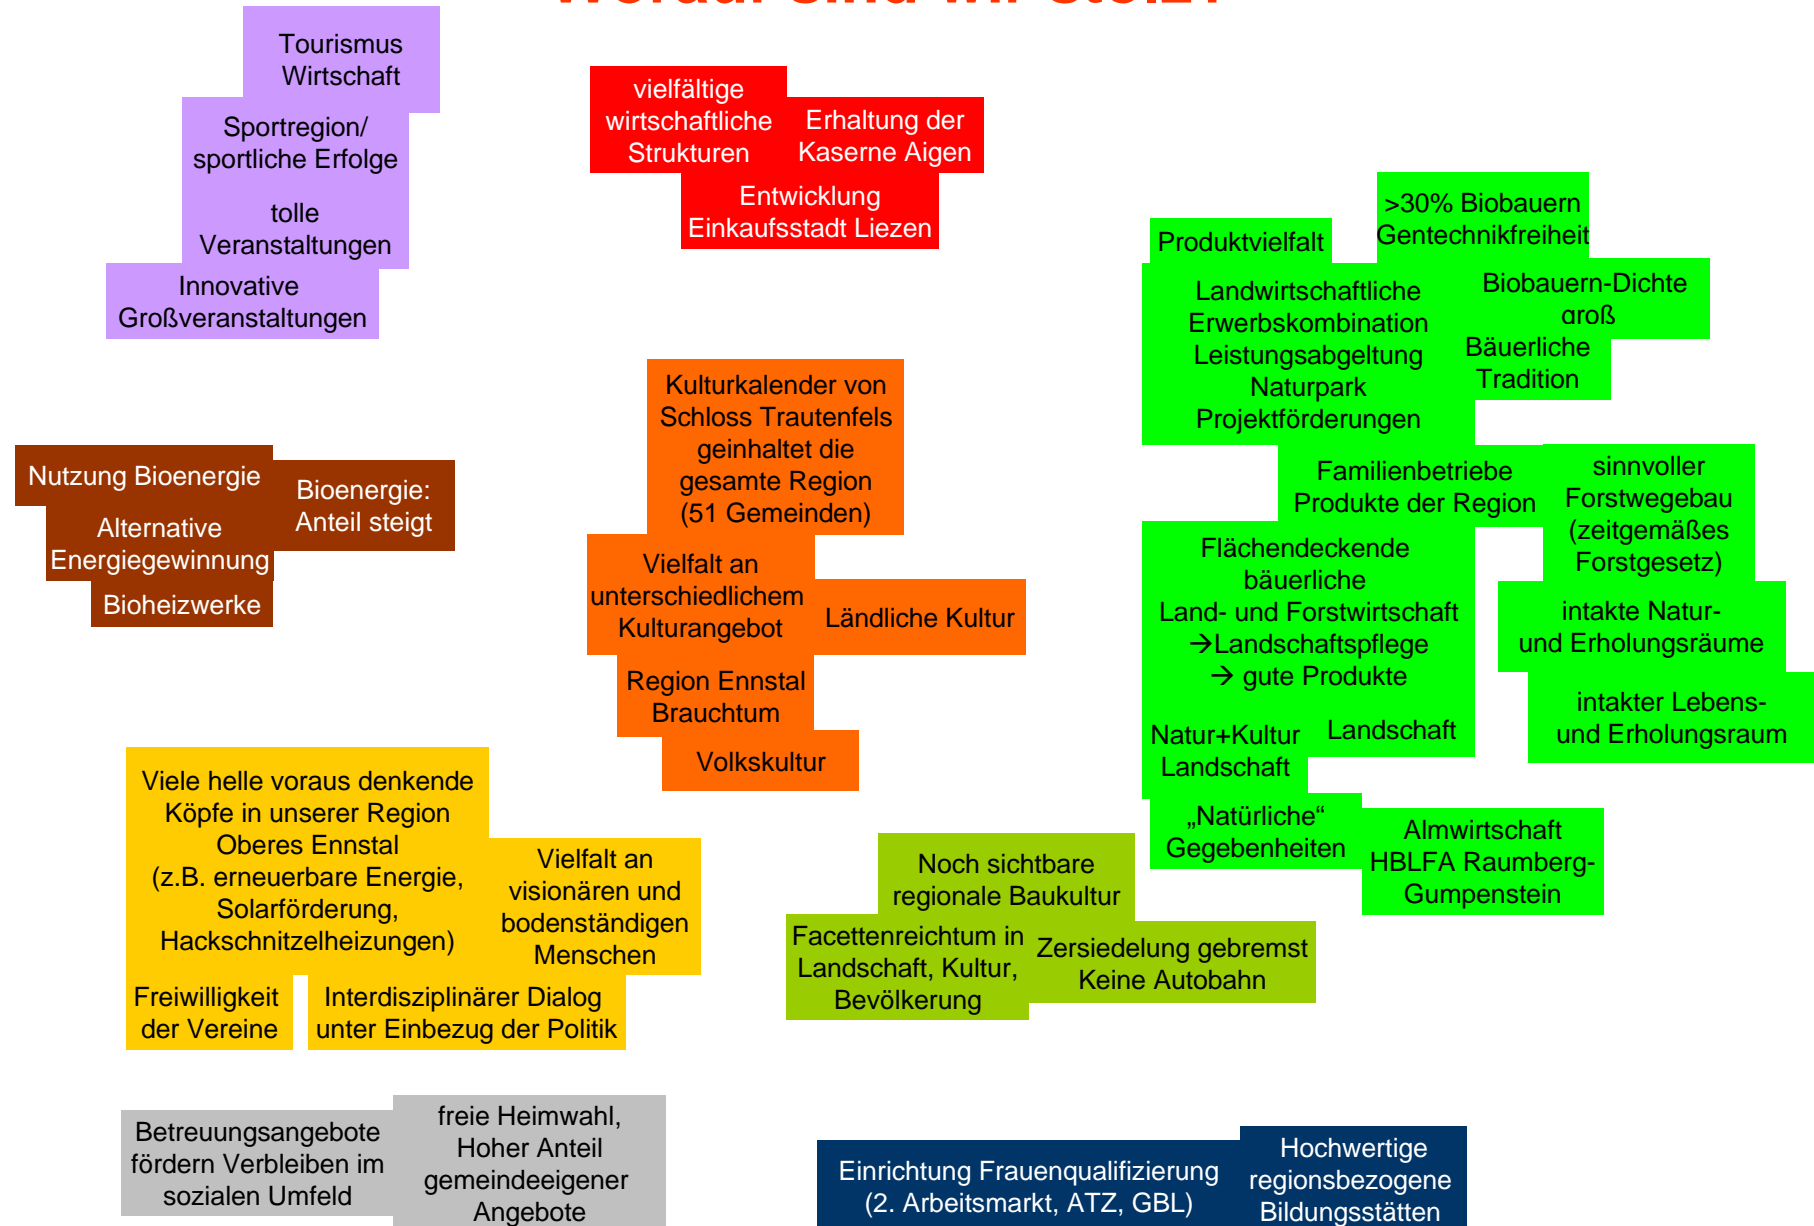 Worauf sind wir stolz?
Tourismus
Wirtschaft
Sportregion/
sportliche Erfolge
tolle
Veranstaltungen
Innovative
Großveranstaltungen
vielfältige
wirtschaftliche
Strukturen
Erhaltung der
Kaserne Aigen
Entwicklung
Einkaufsstadt Liezen
>30% Biobauern
Gentechnikfreiheit
Produktvielfalt
Landwirtschaftliche
Erwerbskombination
Leistungsabgeltung
Naturpark
Projektförderungen
Biobauern-Dichte
groß
Bäuerliche
Tradition
Familienbetriebe
Produkte der Region
sinnvoller
Forstwegebau
(zeitgemäßes
Forstgesetz)
Flächendeckende
bäuerliche
Land- und Forstwirtschaft
→Landschaftspflege
→ gute Produkte
intakte Natur-
und Erholungsräume
intakter Lebens-
und Erholungsraum
Natur+Kultur
Landschaft
Landschaft
„Natürliche“
Gegebenheiten
Almwirtschaft
HBLFA Raumberg-
Gumpenstein
Nutzung Bioenergie
Bioenergie:
Anteil steigt
Alternative
Energiegewinnung
Bioheizwerke
Kulturkalender von
Schloss Trautenfels
geinhaltet die
gesamte Region
(51 Gemeinden)
Vielfalt an
unterschiedlichem
Kulturangebot
Ländliche Kultur
Region Ennstal
Brauchtum
Volkskultur
Viele helle voraus denkende
Köpfe in unserer Region
Oberes Ennstal
(z.B. erneuerbare Energie,
Solarförderung,
Hackschnitzelheizungen)
Vielfalt an
visionären und
bodenständigen
Menschen
Freiwilligkeit
der Vereine
Interdisziplinärer Dialog
unter Einbezug der Politik
Noch sichtbare
regionale Baukultur
Facettenreichtum in
Landschaft, Kultur,
Bevölkerung
Zersiedelung gebremst
Keine Autobahn
Betreuungsangebote
fördern Verbleiben im
sozialen Umfeld
freie Heimwahl,
Hoher Anteil
gemeindeeigener
Angebote
Einrichtung Frauenqualifizierung
(2. Arbeitsmarkt, ATZ, GBL)
Hochwertige
regionsbezogene
Bildungsstätten